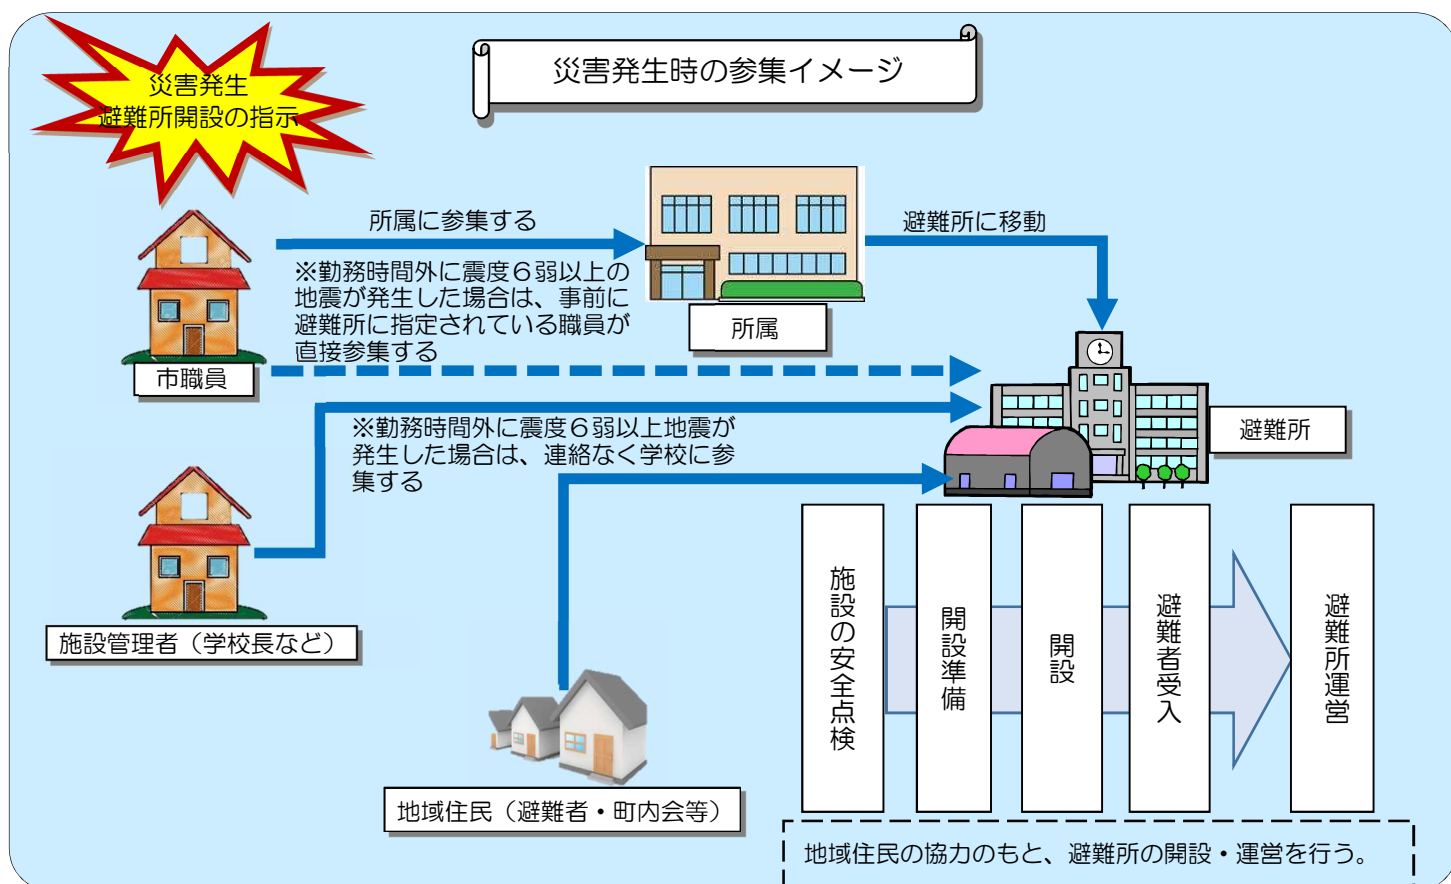 災害発生時の参集イメージ
災害発生
避難所開設の指示
所属に参集する
避難所に移動
※勤務時間外に震度６弱以上の
地震が発生した場合は、事前に
避難所に指定されている職員が
直接参集する
所属
市職員
※勤務時間外に震度６弱以上地震が
発生した場合は、連絡なく学校に参
集する
避難所
施設管理者（学校長など）
地域住民（避難者・町内会等）
施設の安全点検
開設準備
開設
避難者受入
避難所運営
地域住民の協力のもと、避難所の開設・運営を行う。